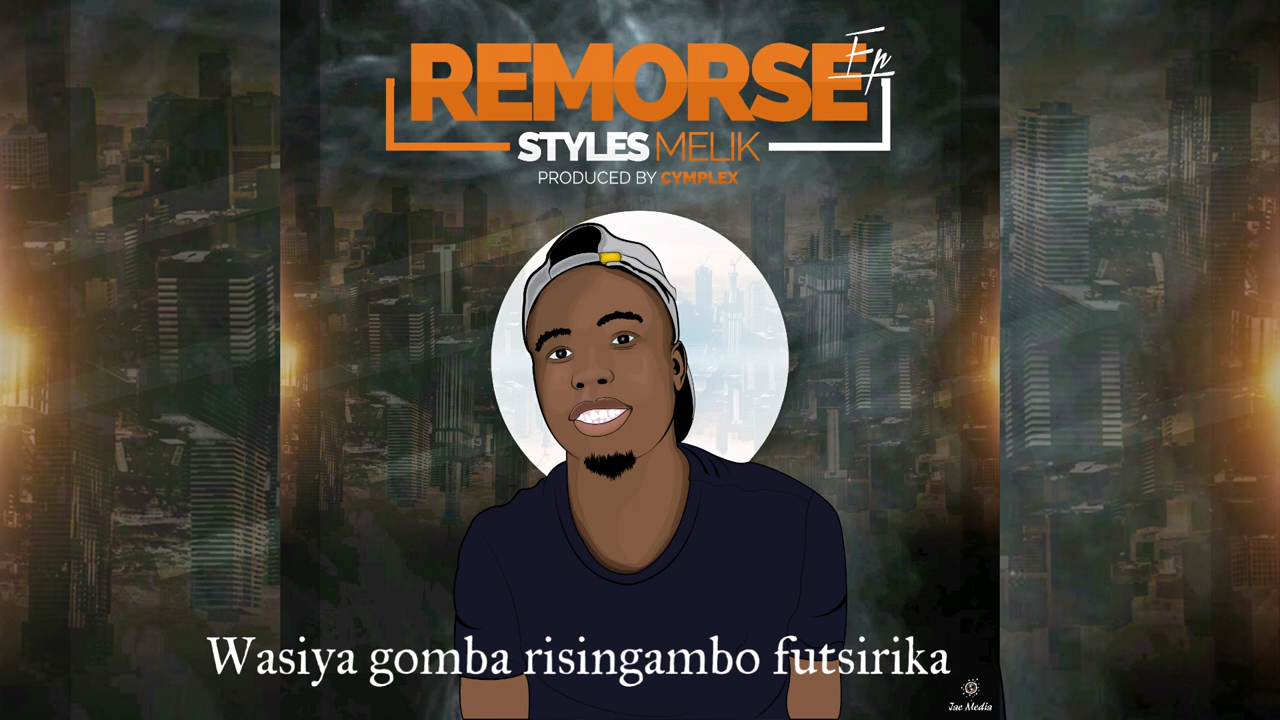 REMORSE Ep
STYLES MELIK
PRODUCED BY CYMPLEX
Wasiya gomba risingambo futsirika
Jae Media